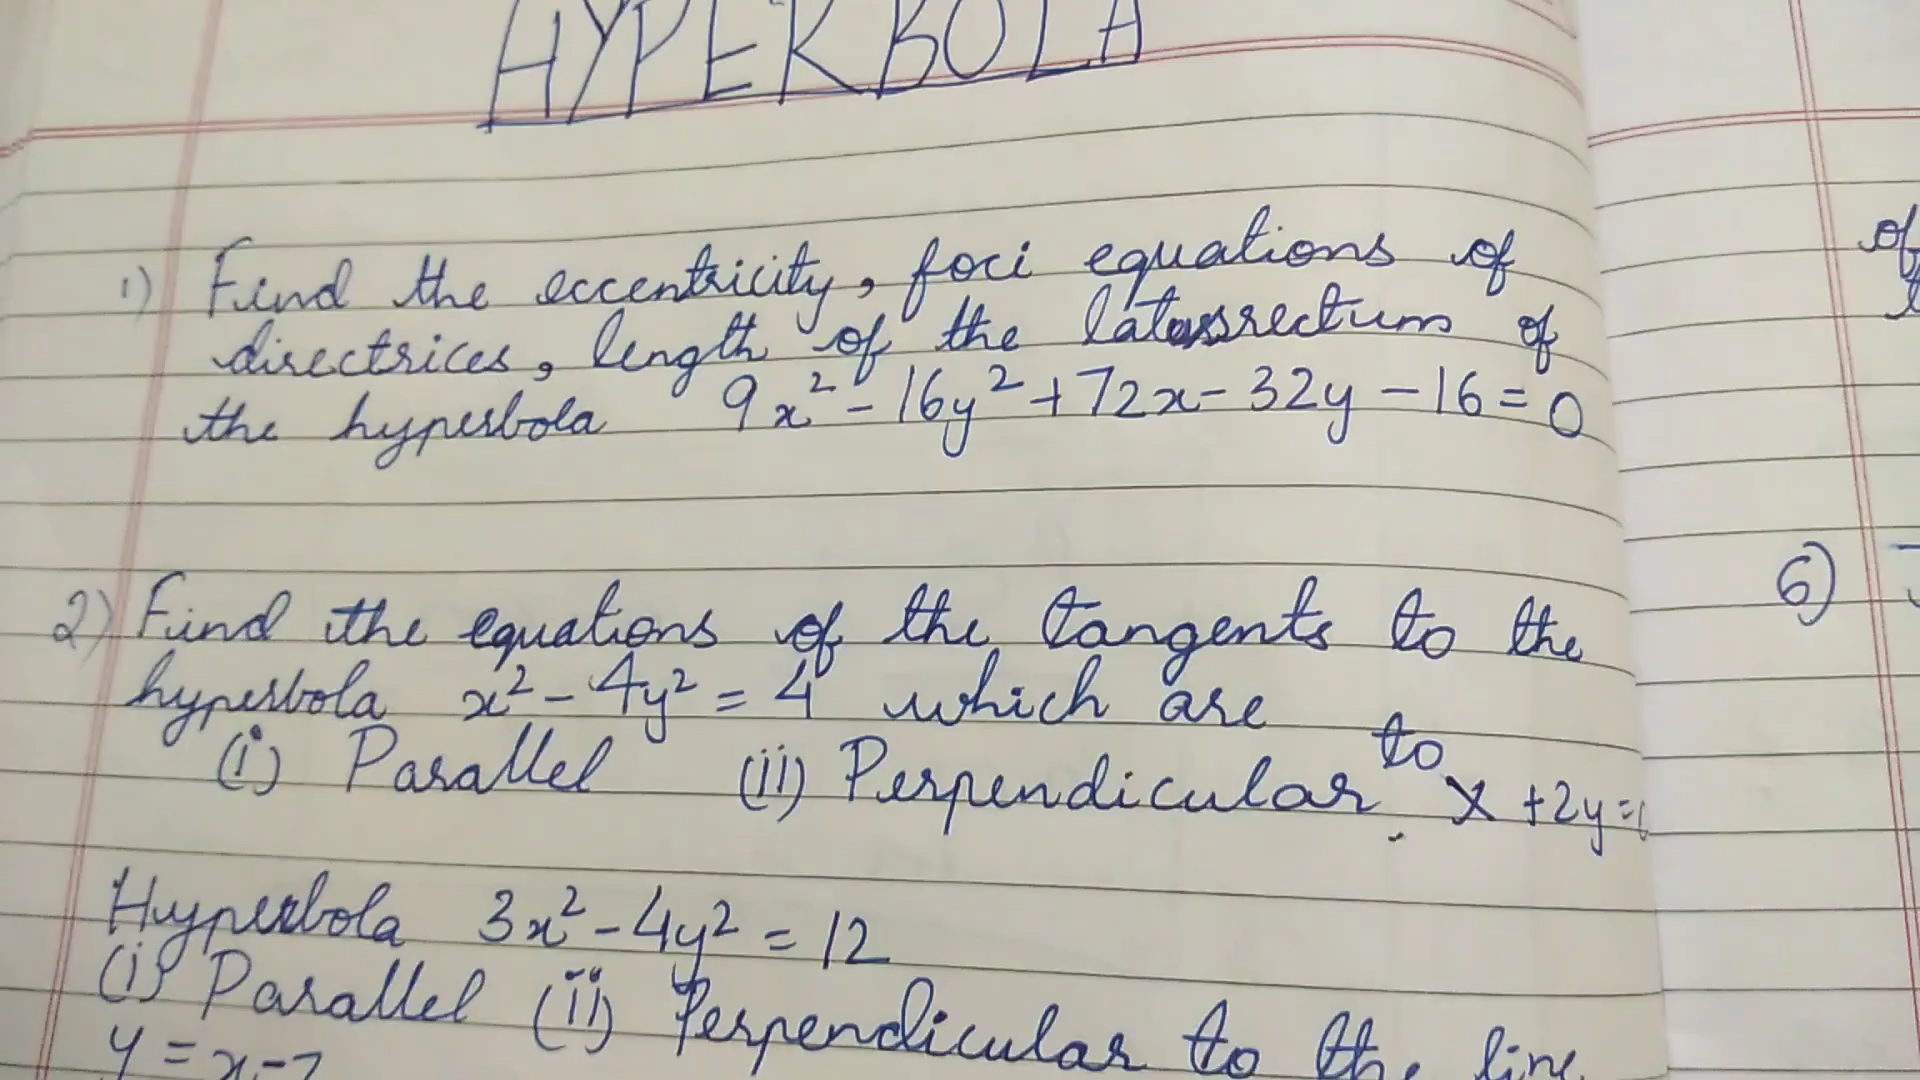 HYPERBOLA
1) Find the eccentricity, foci equations of
directrices, length of the latusrectum of
the hyperbola 9x² - 16y² + 72x - 32y - 16 = 0
2) Find the equations of the tangents to the
hyperbola x² - 4y² = 4 which are
(i) Parallel (ii) Perpendicular to x + 2y =
Hyperbola 3x² - 4y² = 12
(i) Parallel (ii) Perpendicular to the line
y = x - 7
of
6)